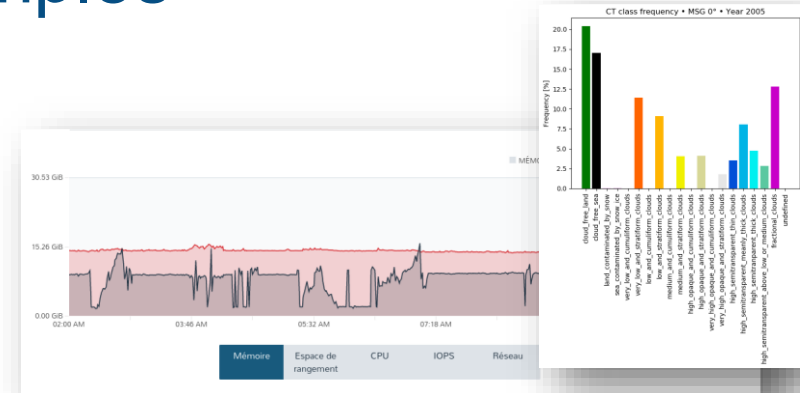 CT class frequency • MSG 0° • Year 2005
Frequency [%]
20.0
17.5
15.0
12.5
10.0
7.5
5.0
2.5
0.0
cloud_free_land
cloud_free_sea
land_contaminated_by_snow
sea_contaminated_by_snow_ice
very_low_and_cumuliform_clouds
very_low_and_stratiform_clouds
low_and_cumuliform_clouds
low_and_stratiform_clouds
medium_and_cumuliform_clouds
medium_and_stratiform_clouds
high_opaque_and_cumuliform_clouds
high_opaque_and_stratiform_clouds
very_high_opaque_and_cumuliform_clouds
very_high_opaque_and_stratiform_clouds
high_semitransparent_thin_clouds
high_semitransparent_meanly_thick_clouds
high_semitransparent_thick_clouds
high_semitransparent_above_low_or_medium_clouds
fractional_clouds
undefined
30.53 GiB
15.26 GiB
0.00 GiB
02:00 AM 03:46 AM 05:32 AM 07:18 AM
Mémoire Espace de rangement CPU IOPS Réseau